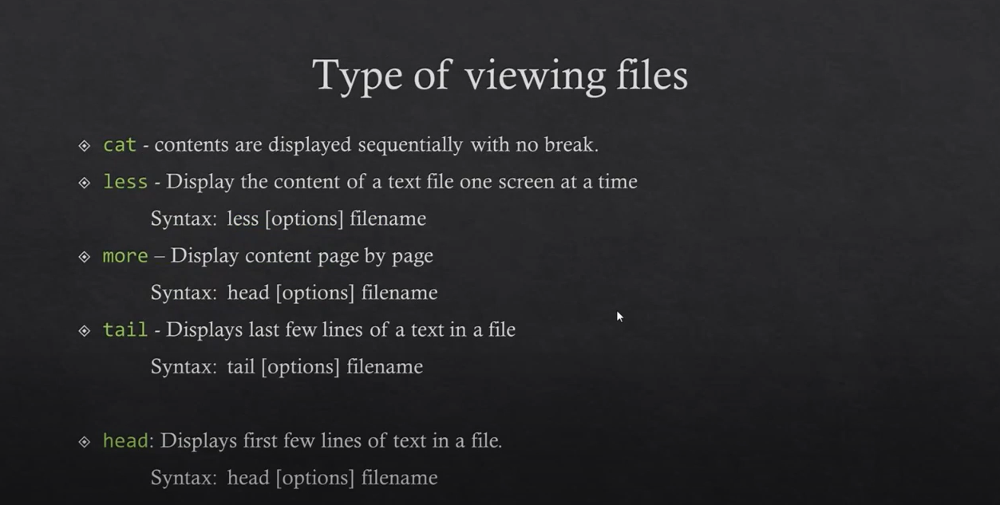 Type of viewing files
cat - contents are displayed sequentially with no break.
less - Display the content of a text file one screen at a time
Syntax: less [options] filename
more – Display content page by page
Syntax: head [options] filename
tail - Displays last few lines of a text in a file
Syntax: tail [options] filename
head: Displays first few lines of text in a file.
Syntax: head [options] filename